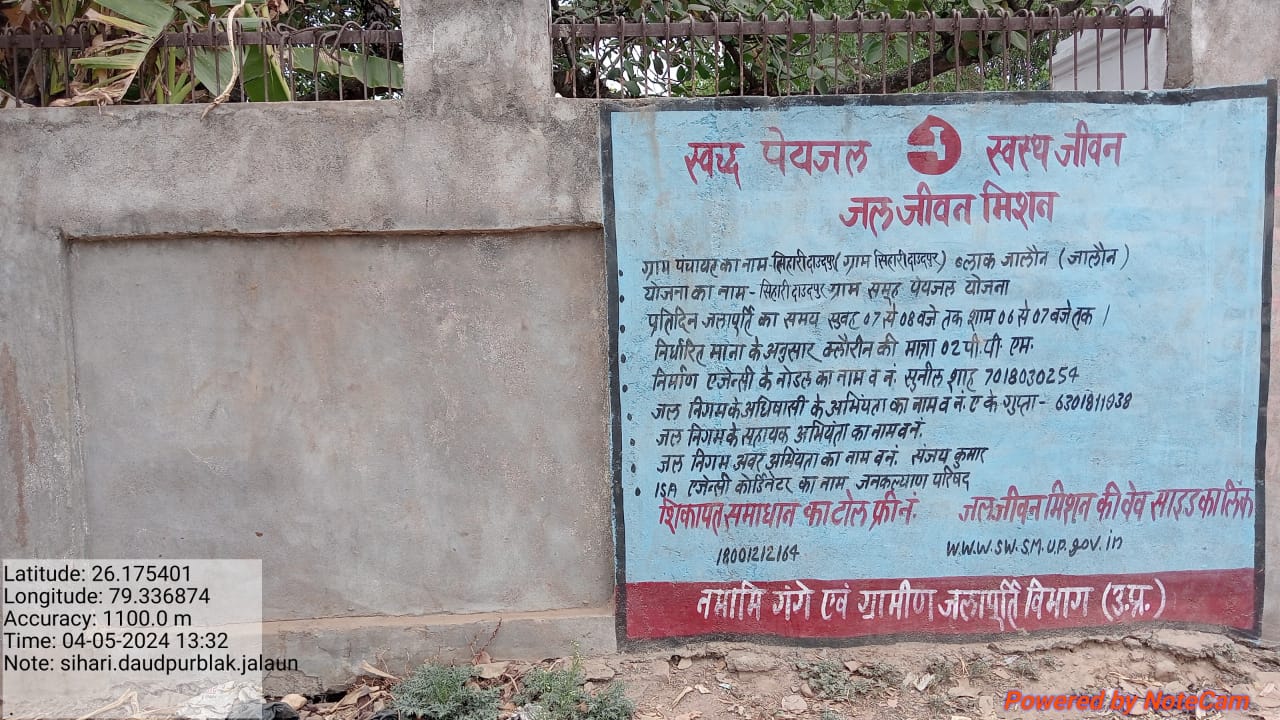 स्वच्छ पेयजल स्वस्थ जीवन
जल जीवन मिशन
ग्राम पंचायत का नाम-सिहारी दाउदपुर (ग्राम सिहारी दाउदपुर) ब्लाक जालौन (जालौन)
योजना का नाम - सिहारी दाउदपुर ग्राम समूह पेयजल योजना
प्रतिदिन जलापूर्ति का समय सुवह 07 से 08 बजे तक शाम 06 से 07 बजे तक ।
निर्धारित माना के अनुसार क्लौरीन की मात्रा 02 पी.पी एम.
निर्माण एजेन्सी के नोडल का नाम व नं. सुनील शाह 7018030254
जल निगम के अधिषासी के अभियंता का नाम व नं. ए के गुप्ता - 6301811938
जल निगम के सहायक अभियंता का नाम व नं.
जल निगम अवर अभियंता का नाम व नं. संजय कुमार
ISA एजेन्सी कोर्डिनेटर का नाम जनकल्याण परिषद
शिकायत समाधान का टोल फ्री नं. जल जीवन मिशन की वेव साइड का लिंक
18001212164 www.sw.sm.up.gov.in
नमामि गंगे एवं ग्रामीण जलापूर्ति विभाग (उ.प्र.)
Latitude: 26.175401
Longitude: 79.336874
Accuracy: 1100.0 m
Time: 04-05-2024 13:32
Note: sihari.daudpurblak.jalaun
Powered by NoteCam